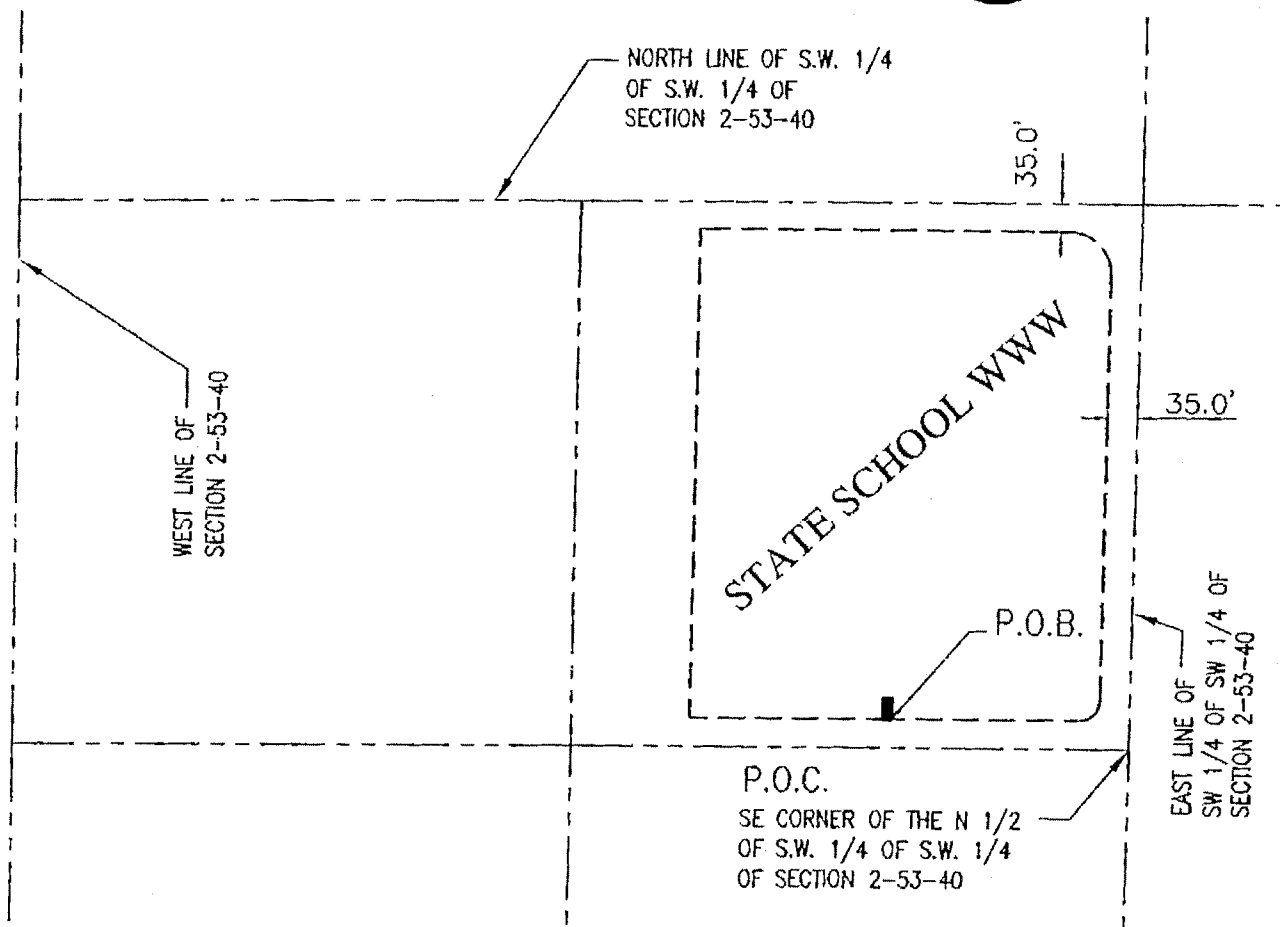 NORTH LINE OF S.W. 1/4
OF S.W. 1/4 OF
SECTION 2-53-40
35.0'
WEST LINE OF
SECTION 2-53-40
STATE SCHOOL WWW
35.0'
P.O.B.
EAST LINE OF
SW 1/4 OF SW 1/4 OF
SECTION 2-53-40
P.O.C.
SE CORNER OF THE N 1/2
OF S.W. 1/4 OF S.W. 1/4
OF SECTION 2-53-40